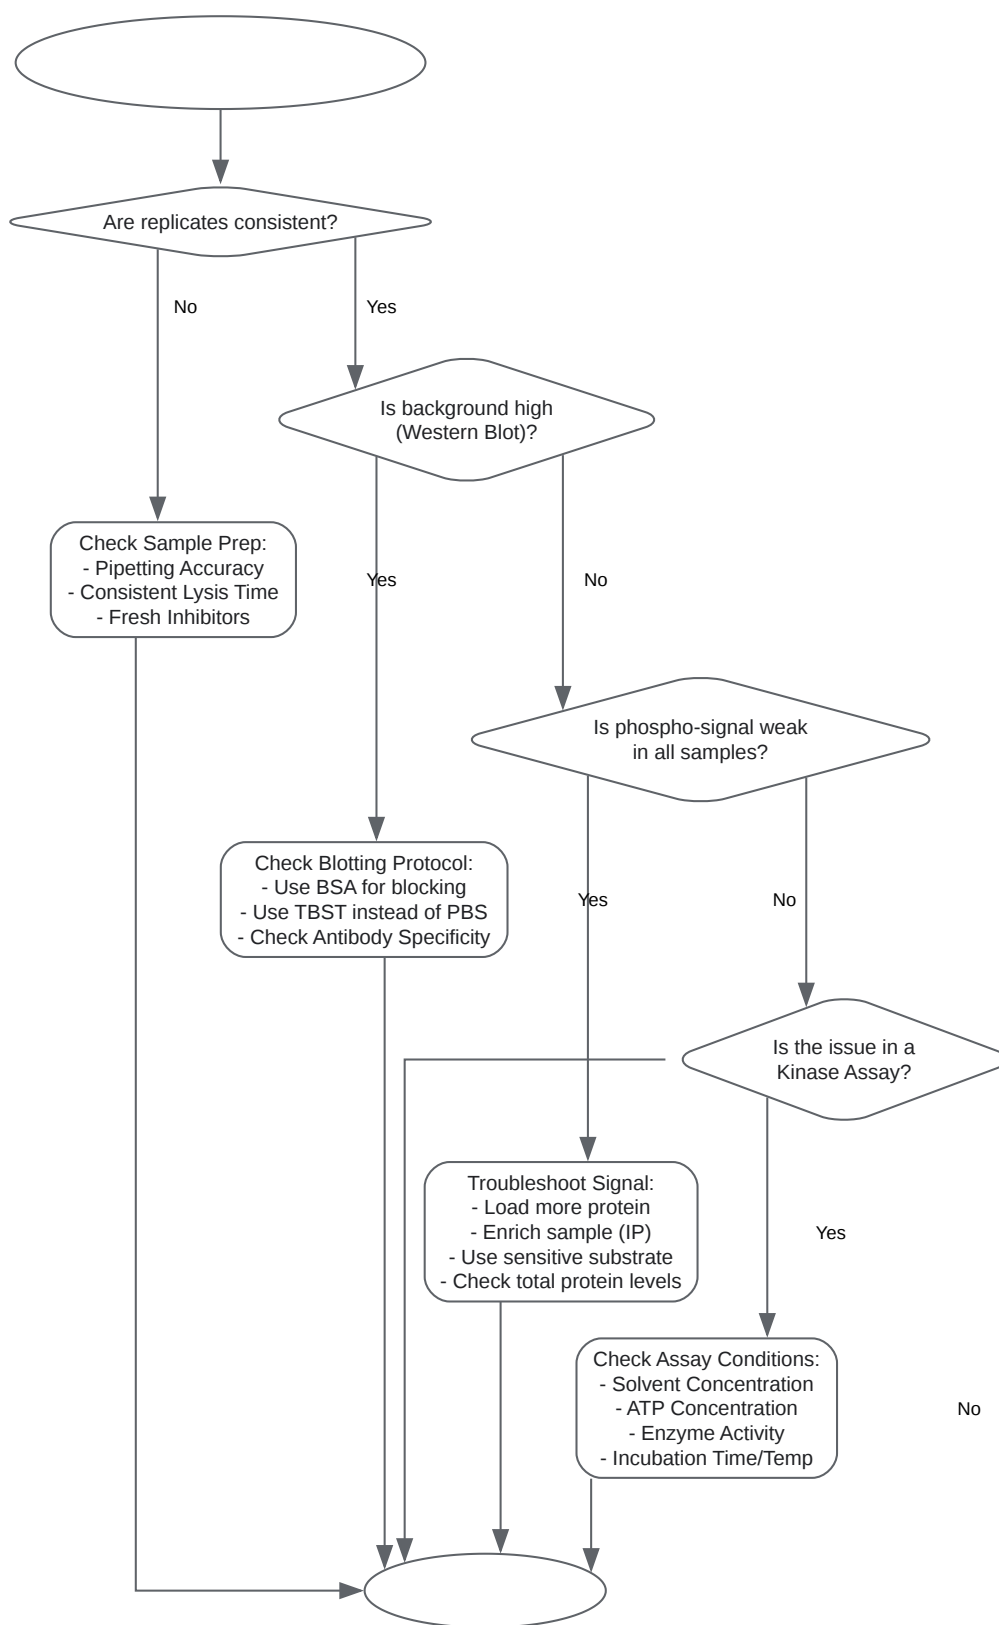 Are replicates consistent?
No
Yes
Is background high
(Western Blot)?
Check Sample Prep:
- Pipetting Accuracy
- Consistent Lysis Time
- Fresh Inhibitors
Yes
No
Is phospho-signal weak
in all samples?
Check Blotting Protocol:
- Use BSA for blocking
- Use TBST instead of PBS
- Check Antibody Specificity
Yes
No
Is the issue in a
Kinase Assay?
Troubleshoot Signal:
- Load more protein
- Enrich sample (IP)
- Use sensitive substrate
- Check total protein levels
Yes
Check Assay Conditions:
- Solvent Concentration
- ATP Concentration
- Enzyme Activity
- Incubation Time/Temp
No